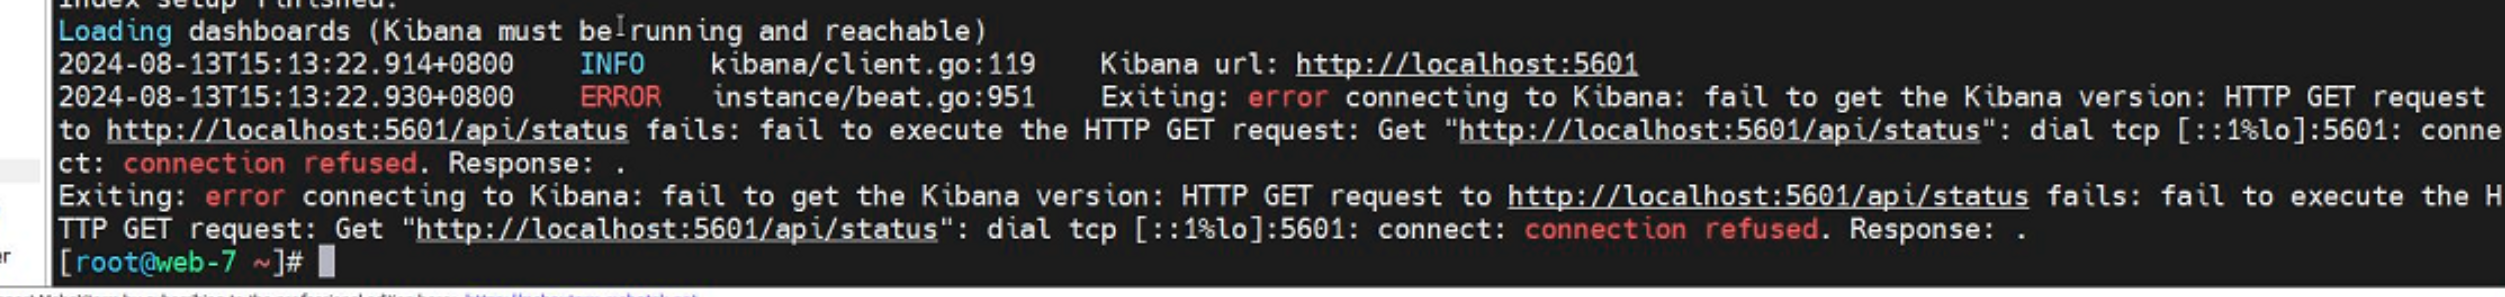 Index setup finished.
Loading dashboards (Kibana must be running and reachable)
2024-08-13T15:13:22.914+0800    INFO    kibana/client.go:119    Kibana url: http://localhost:5601
2024-08-13T15:13:22.930+0800    ERROR   instance/beat.go:951    Exiting: error connecting to Kibana: fail to get the Kibana version: HTTP GET request
to http://localhost:5601/api/status fails: fail to execute the HTTP GET request: Get "http://localhost:5601/api/status": dial tcp [::1%lo]:5601: conne
ct: connection refused. Response: .
Exiting: error connecting to Kibana: fail to get the Kibana version: HTTP GET request to http://localhost:5601/api/status fails: fail to execute the H
TTP GET request: Get "http://localhost:5601/api/status": dial tcp [::1%lo]:5601: connect: connection refused. Response: .
[root@web-7 ~]#
er